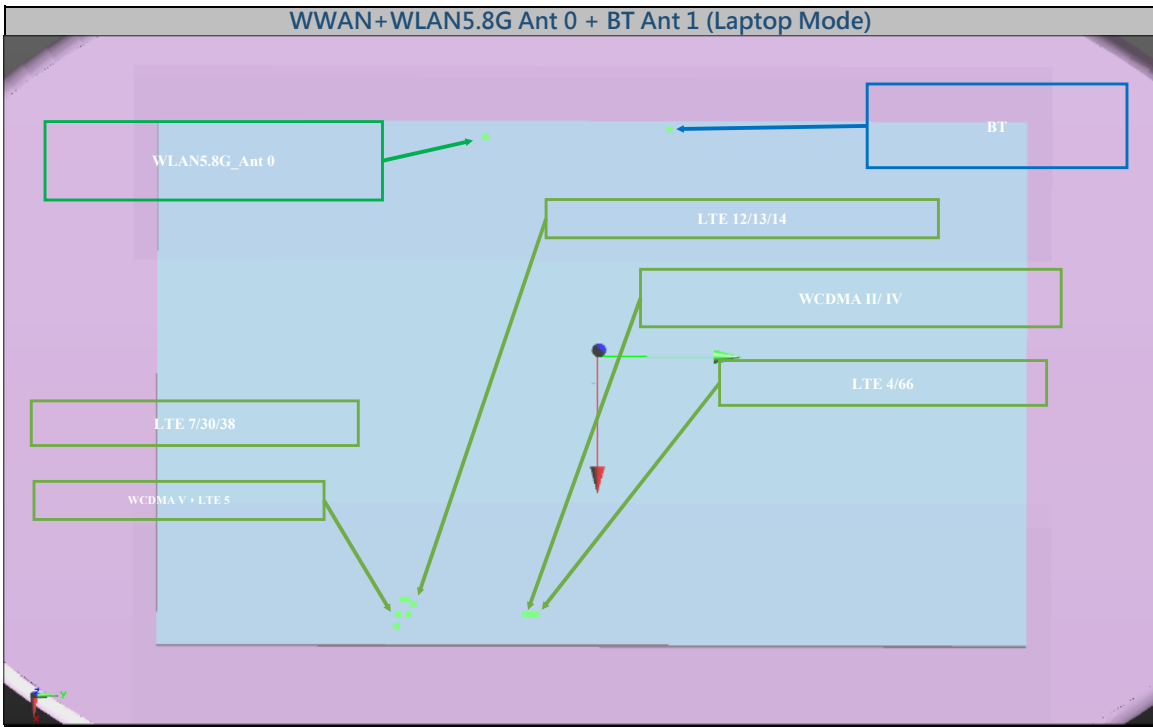 WWAN+WLAN5.8G Ant 0 + BT Ant 1 (Laptop Mode)
BT
WLAN5.8G_Ant 0
LTE 12/13/14
WCDMA II/ IV
LTE 4/66
LTE 7/30/38
WCDMA V、LTE 5
Z
Y
X